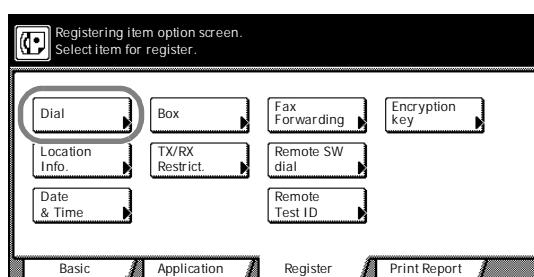 Registering item option screen.
Select item for register.
Dial
Box
Fax
Forwarding
Encryption
key
Location
Info.
TX/RX
Restrict.
Remote SW
dial
Date
& Time
Remote
Test ID
Basic
Application
Register
Print Report